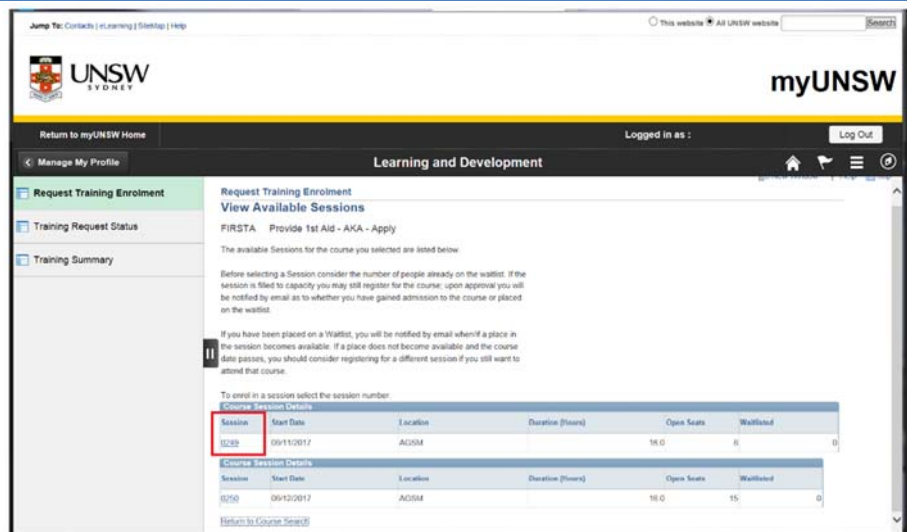 Jump To: Contacts | eLearning | SiteMap | Help
This website All UNSW website Search
UNSW
SYDNEY
myUNSW
Return to myUNSW Home Logged in as : Log Out
Manage My Profile Learning and Development
Request Training Enrolment
Training Request Status
Training Summary
Request Training Enrolment
View Available Sessions
FIRSTA Provide 1st Aid - AKA - Apply
The available Sessions for the course you selected are listed below.
Before selecting a Session consider the number of people already on the waitlist. If the
session is filled to capacity you may still register for the course; upon approval you will
be notified by email as to whether you have gained admission to the course or placed
on the waitlist.
If you have been placed on a Waitlist, you will be notified by email when/if a place in
the session becomes available. If a place does not become available and the course
date passes, you should consider registering for a different session if you still want to
attend that course.
To enrol in a session select the session number.
Course Session Details
Session Start Date Location Duration (Hours) Open Seats Waitlisted
0249 AGSM 0
Course Session Details
Session Start Date Location Duration (Hours) Open Seats Waitlisted
0250 06/12/2017 AGSM 15 0
Return to Course Search